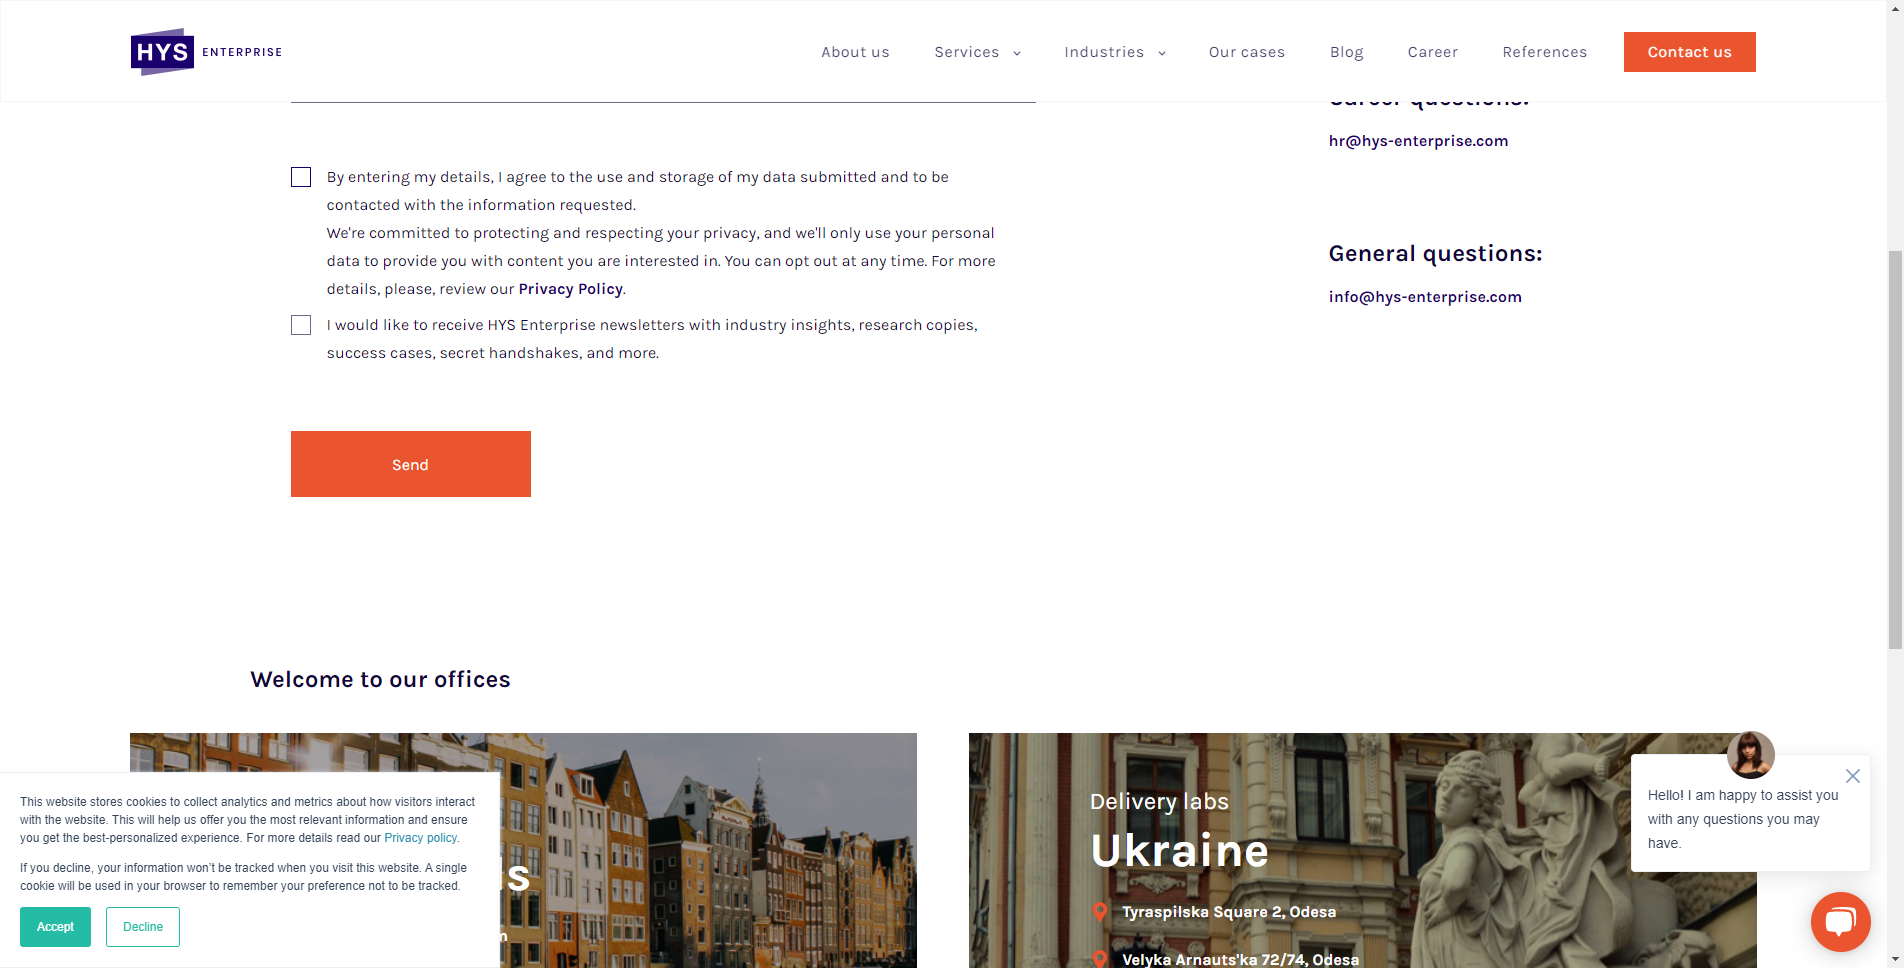 HYS ENTERPRISE
About us
Services
Industries
Our cases
Blog
Career
References
Contact us
hr@hys-enterprise.com
By entering my details, I agree to the use and storage of my data submitted and to be
contacted with the information requested.
We're committed to protecting and respecting your privacy, and we'll only use your personal
data to provide you with content you are interested in. You can opt out at any time. For more
details, please, review our Privacy Policy.
I would like to receive HYS Enterprise newsletters with industry insights, research copies,
success cases, secret handshakes, and more.
General questions:
info@hys-enterprise.com
Send
Welcome to our offices
Delivery labs
Ukraine
Tyraspilska Square 2, Odesa
Velyka Arnauts'ka 72/74, Odesa
This website stores cookies to collect analytics and metrics about how visitors interact
with the website. This will help us offer you the most relevant information and ensure
you get the best-personalized experience. For more details read our Privacy policy.
If you decline, your information won't be tracked when you visit this website. A single
cookie will be used in your browser to remember your preference not to be tracked.
Accept
Decline
Hello! I am happy to assist you
with any questions you may
have.